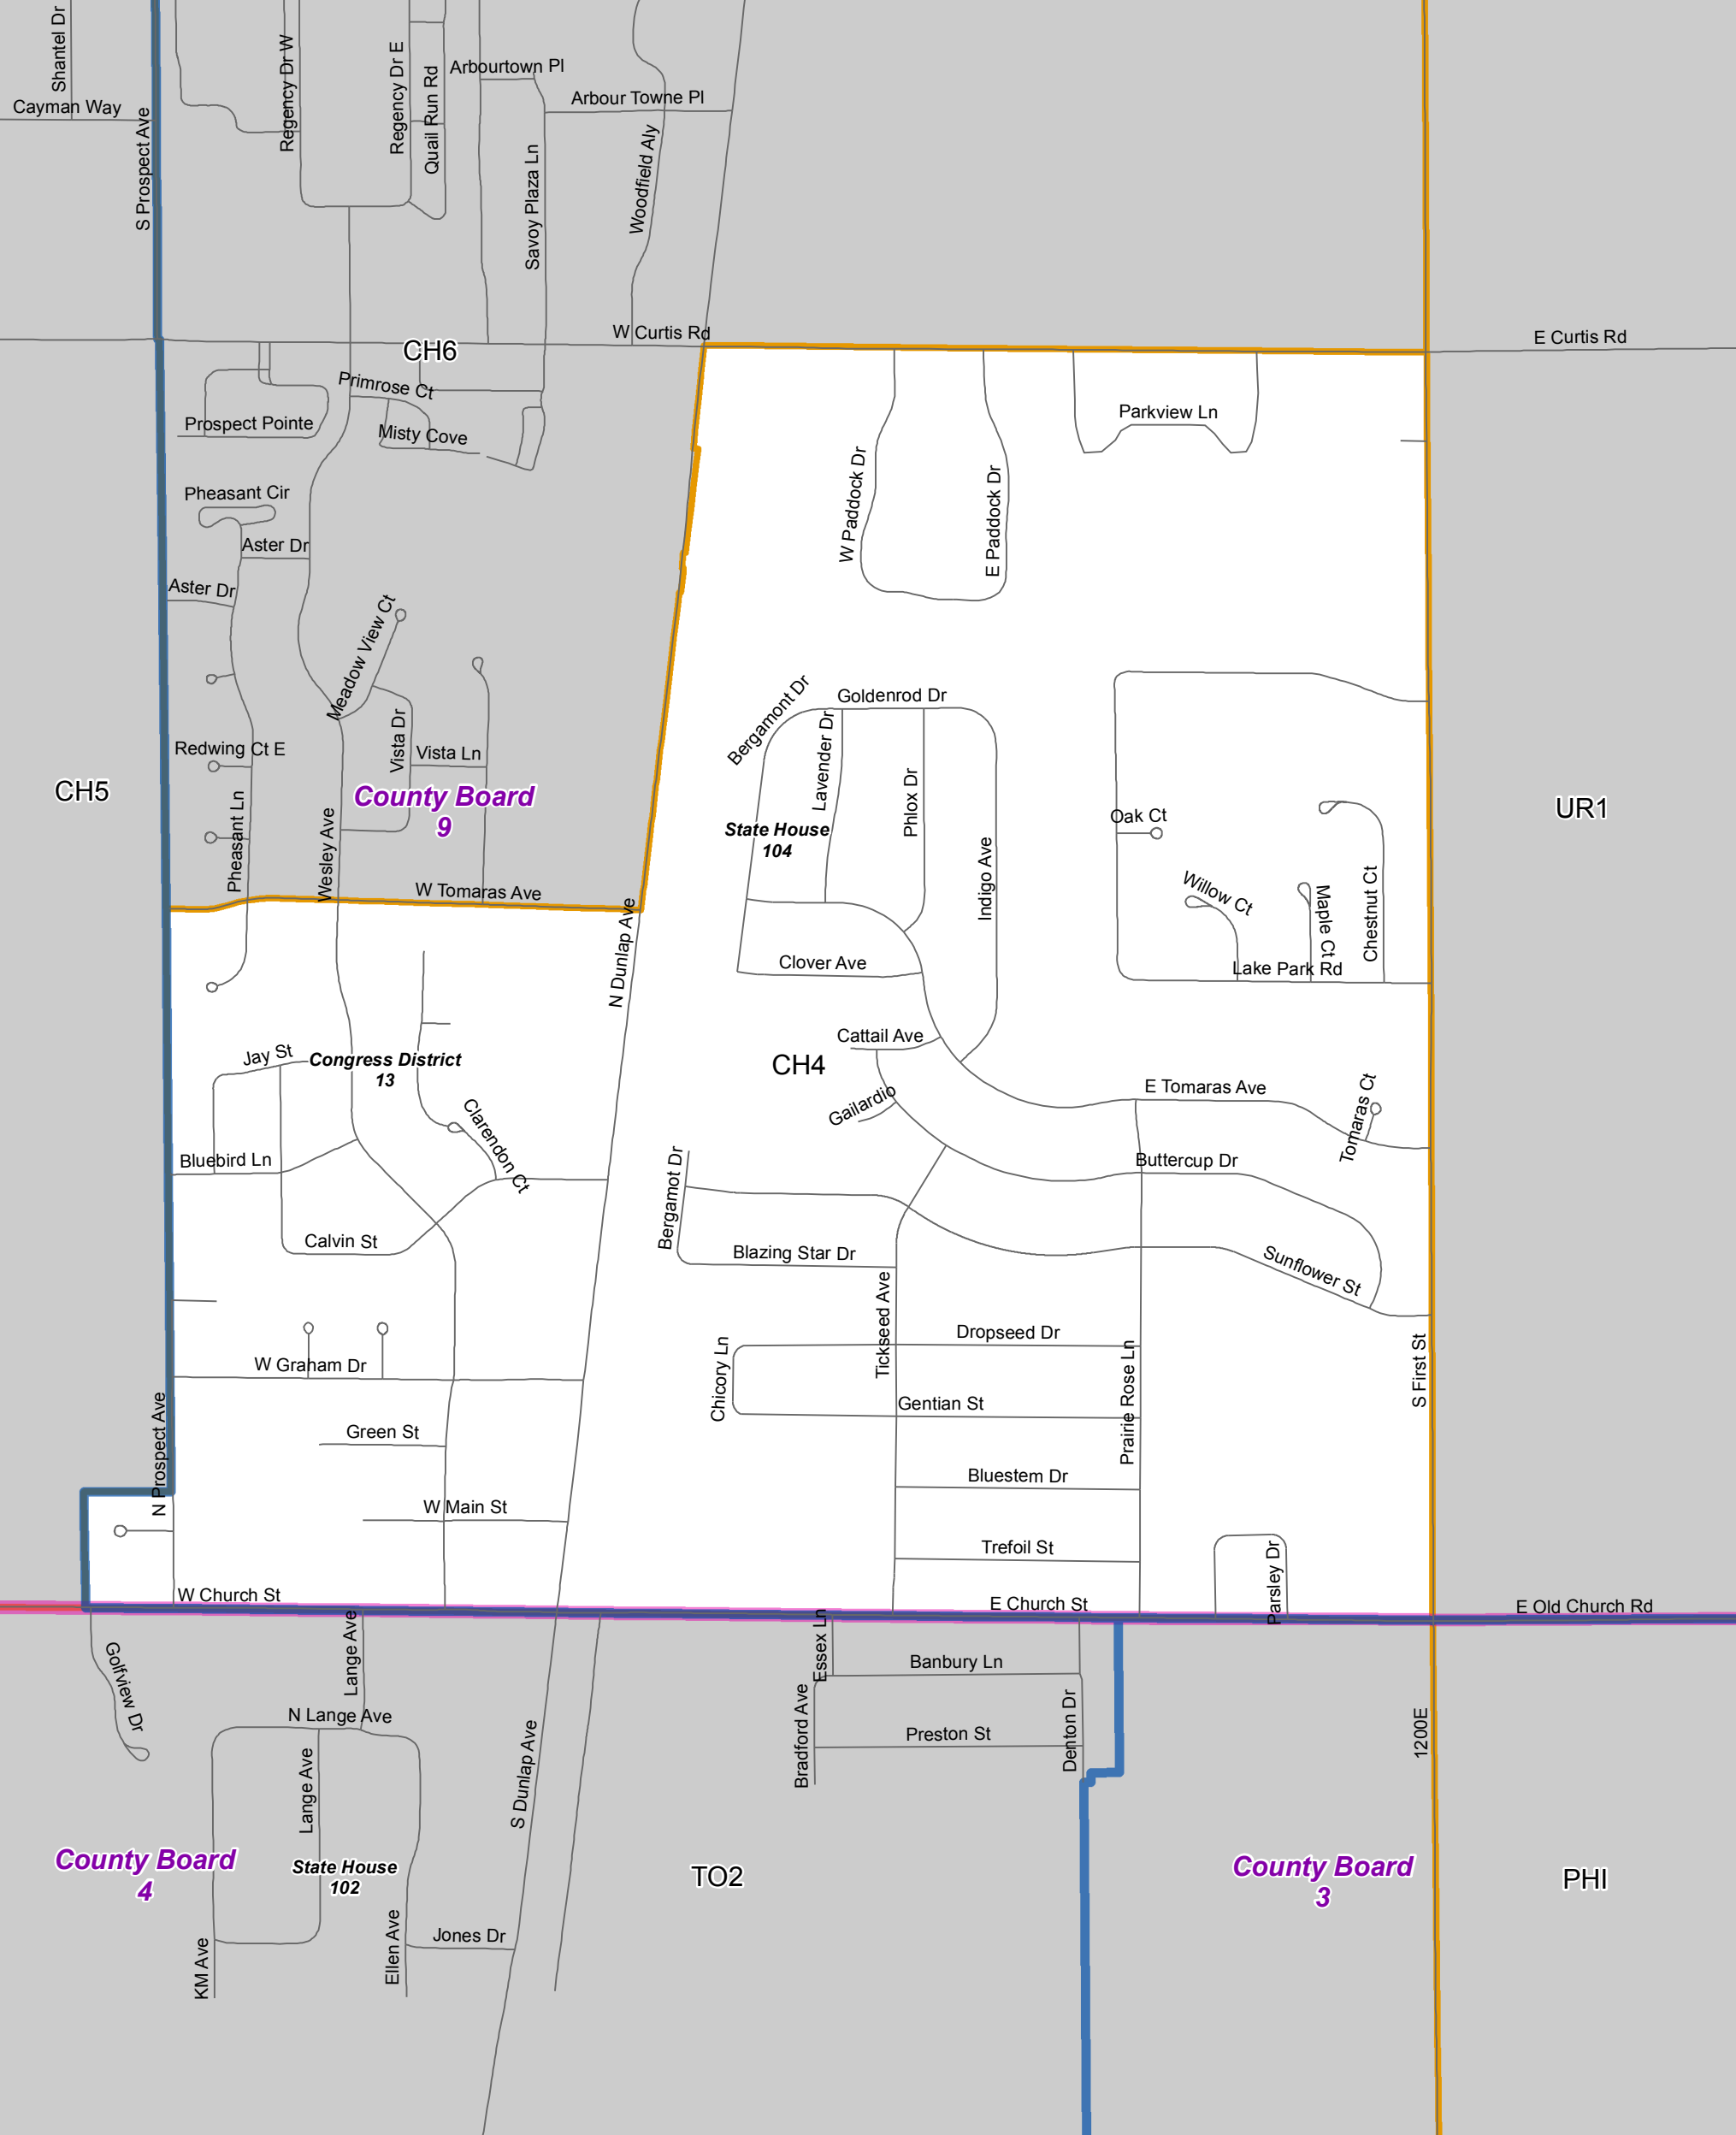 Shantel Dr
Cayman Way
S Prospect Ave
Regency Dr W
Regency Dr E
Quail Run Rd
Arbourtown Pl
Arbour Towne Pl
Savoy Plaza Ln
Woodfield Aly
W Curtis Rd
E Curtis Rd
CH6
Primrose Ct
Prospect Pointe
Misty Cove
Parkview Ln
Pheasant Cir
Aster Dr
Aster Dr
W Paddock Dr
E Paddock Dr
Meadow View Ct
Redwing Ct E
Vista Dr
Vista Ln
CH5
County Board
9
Pheasant Ln
Wesley Ave
W Tomaras Ave
N Dunlap Ave
Bergamont Dr
Goldenrod Dr
Lavender Dr
Phlox Dr
State House
104
Indigo Ave
Oak Ct
UR1
Willow Ct
Maple Ct
Chestnut Ct
Lake Park Rd
Clover Ave
Cattail Ave
CH4
Jay St
Congress District
13
Gailardio
E Tomaras Ave
Tomaras Ct
Clarendon Ct
Bluebird Ln
Bergamot Dr
Buttercup Dr
Calvin St
Blazing Star Dr
Sunflower St
Tickseed Ave
Dropseed Dr
Chicory Ln
Prairie Rose Ln
S First St
W Graham Dr
Gentian St
N Prospect Ave
Green St
Bluestem Dr
W Main St
Trefoil St
Parsley Dr
W Church St
E Church St
E Old Church Rd
Golfview Dr
Lange Ave
Essex Ln
Banbury Ln
N Lange Ave
Bradford Ave
Preston St
Denton Dr
1200E
Lange Ave
S Dunlap Ave
County Board
4
State House
102
TO2
County Board
3
PHI
KM Ave
Ellen Ave
Jones Dr